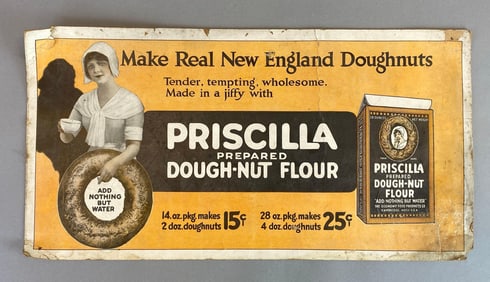 Make Real New England Doughnuts
Tender, tempting, wholesome.
Made in a jiffy with
PRISCILLA
PREPARED
DOUGH-NUT FLOUR
ADD
NOTHING
BUT
WATER
14 oz. pkg. makes
2 doz. doughnuts
15¢
28 oz. pkg. makes
4 doz. doughnuts
25¢
PRISCILLA
PREPARED
DOUGH-NUT
FLOUR
"ADD NOTHING BUT WATER"